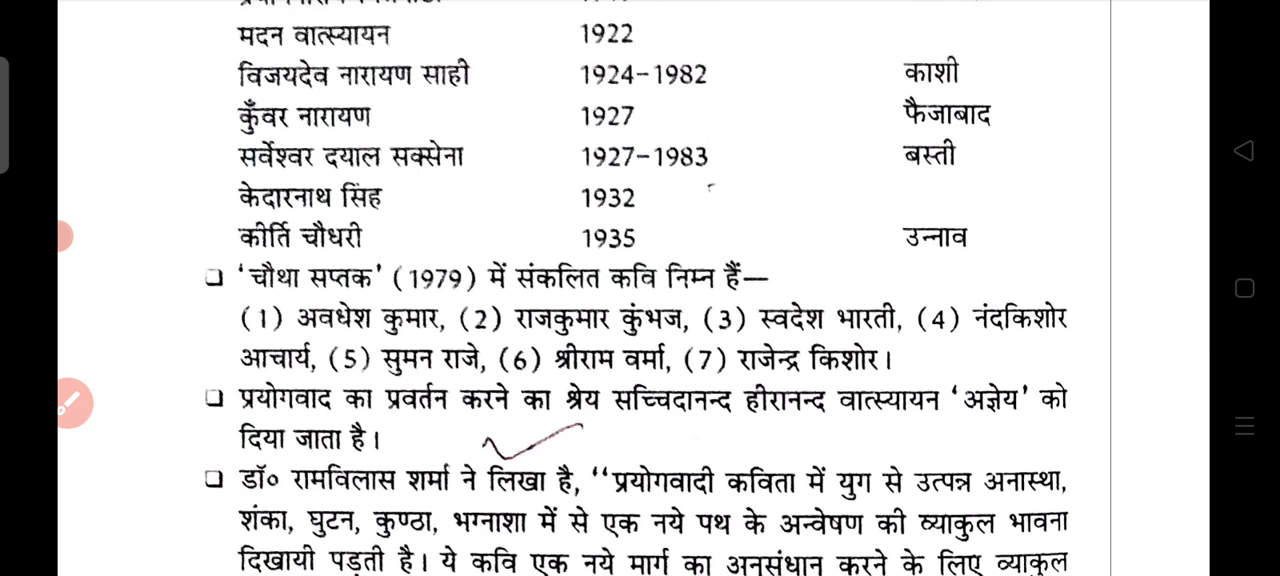 मदन वात्स्यायन 1922
विजयदेव नारायण साही 1924-1982 काशी
कुँवर नारायण 1927 फैजाबाद
सर्वेश्वर दयाल सक्सेना 1927-1983 बस्ती
केदारनाथ सिंह 1932
कीर्ति चौधरी 1935 उन्नाव
❑ ‘चौथा सप्तक’ (1979) में संकलित कवि निम्न हैं—
(1) अवधेश कुमार, (2) राजकुमार कुंभज, (3) स्वदेश भारती, (4) नंदकिशोर
आचार्य, (5) सुमन राजे, (6) श्रीराम वर्मा, (7) राजेन्द्र किशोर।
❑ प्रयोगवाद का प्रवर्तन करने का श्रेय सच्चिदानन्द हीरानन्द वात्स्यायन ‘अज्ञेय’ को
दिया जाता है।
❑ डॉ० रामविलास शर्मा ने लिखा है, “प्रयोगवादी कविता में युग से उत्पन्न अनास्था,
शंका, घुटन, कुण्ठा, भग्नाशा में से एक नये पथ के अन्वेषण की व्याकुल भावना
दिखायी पड़ती है। ये कवि एक नये मार्ग का अनुसंधान करने के लिए व्याकुल